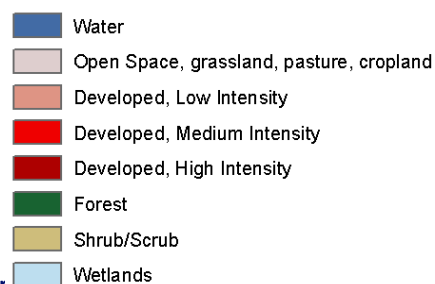 Water
Open Space, grassland, pasture, cropland
Developed, Low Intensity
Developed, Medium Intensity
Developed, High Intensity
Forest
Shrub/Scrub
Wetlands